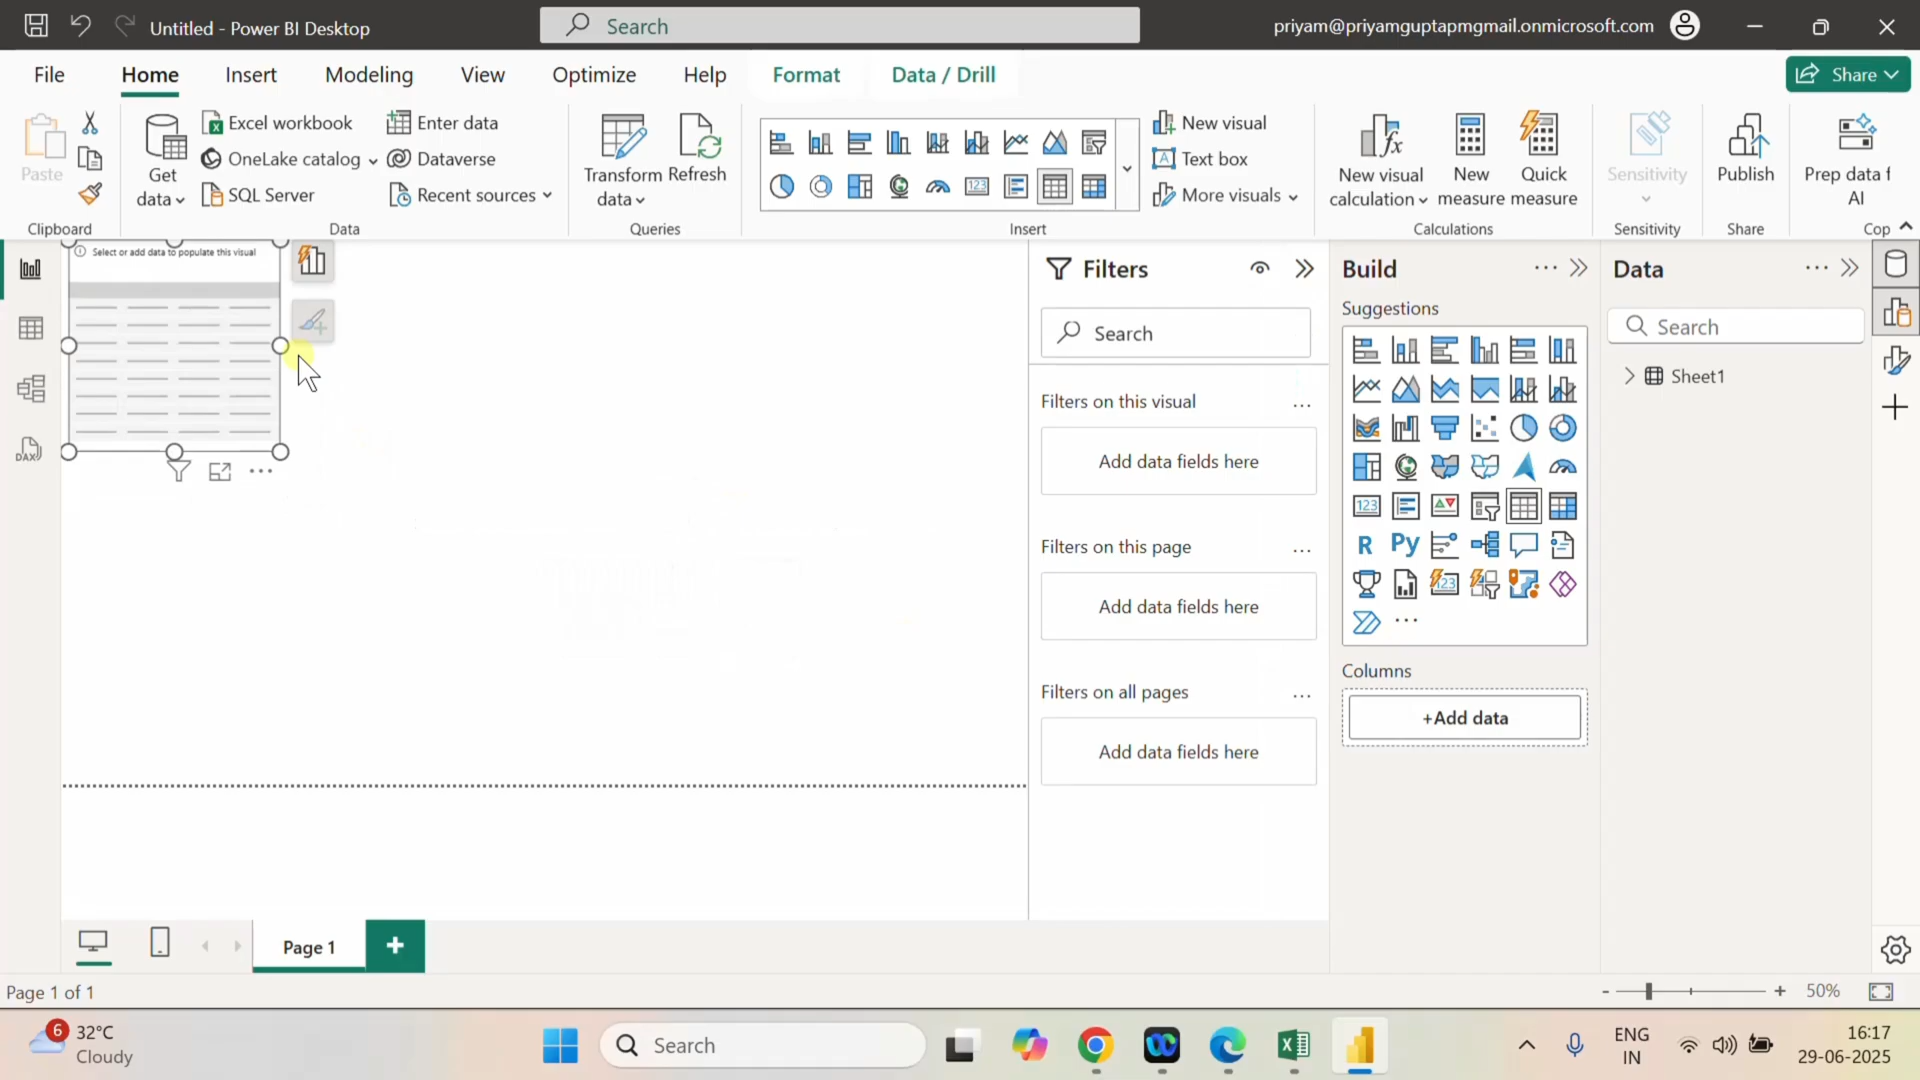 Untitled - Power BI Desktop
Search
priyam@priyamguptapmgmail.onmicrosoft.com
File
Home
Insert
Modeling
View
Optimize
Help
Format
Data / Drill
Share
Paste
Clipboard
Get data
Excel workbook
OneLake catalog
SQL Server
Enter data
Dataverse
Recent sources
Data
Transform data
Refresh
Queries
123
New visual
Text box
More visuals
Insert
New visual calculation
New measure
Quick measure
Calculations
Sensitivity
Sensitivity
Publish
Share
Prep data f
AI
Cop
DAX
Select or add data to populate this visual
Filters
Search
Filters on this visual
...
Add data fields here
Filters on this page
...
Add data fields here
Filters on all pages
...
Add data fields here
Build
Suggestions
123
R
Py
123
Columns
+Add data
Data
Search
Sheet1
Page 1
+
Page 1 of 1
- + 50%
6
32°C
Cloudy
Search
ENG
IN
16:17
29-06-2025